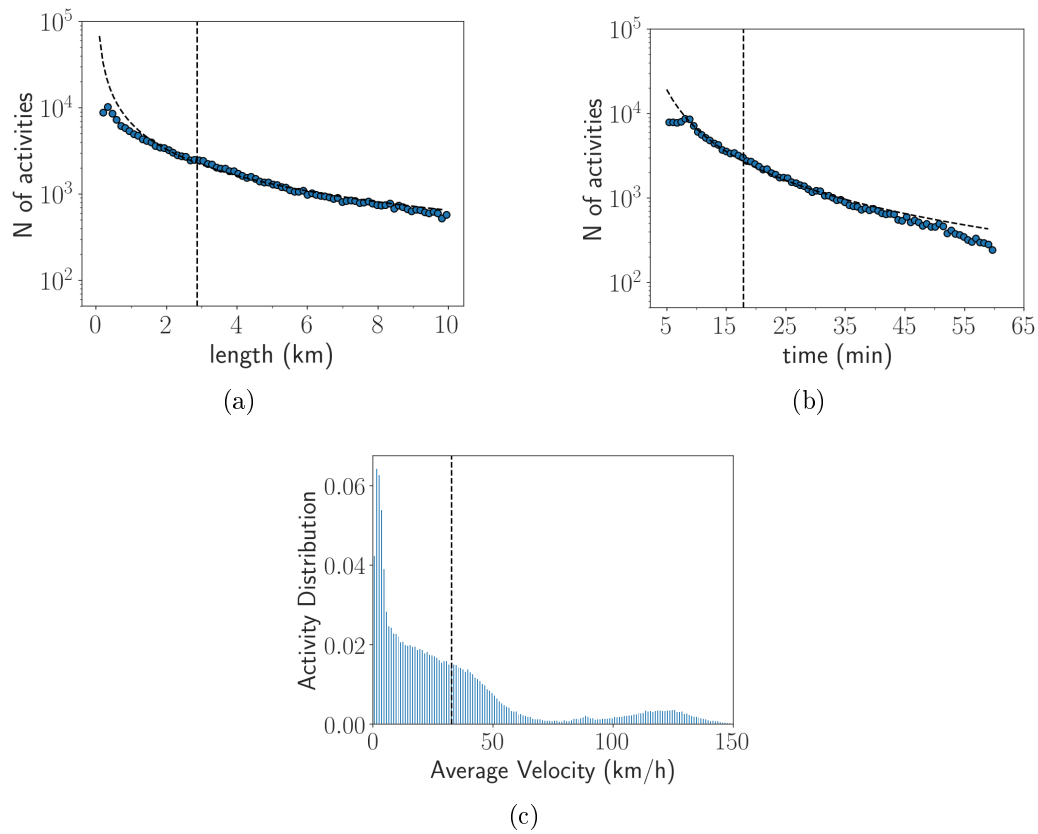 10^5
10^4
10^3
10^2
N of activities
0 2 4 6 8 10
length (km)
(a)
10^5
10^4
10^3
10^2
N of activities
5 15 25 35 45 55 65
time (min)
(b)
0.06
0.04
0.02
0.00
Activity Distribution
0 50 100 150
Average Velocity (km/h)
(c)